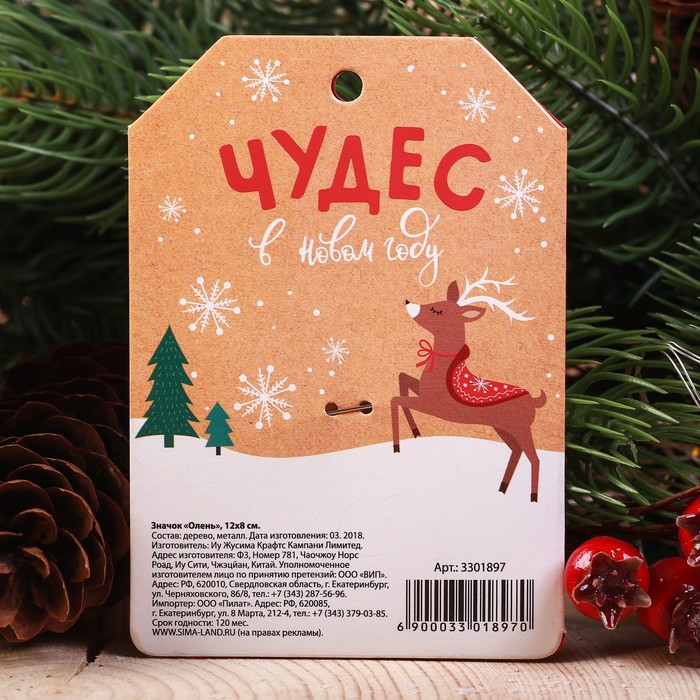 ЧУДЕС
в новом году
Значок «Олень», 12х8 см.
Состав: дерево, металл. Дата изготовления: 03. 2018.
Изготовитель: Иу Жусима Крафтс Кампани Лимитед.
Адрес изготовителя: Ф3, Номер 781, Чаочжоу Норс
Роад, Иу Сити, Чжэцйан, Китай. Уполномоченное
изготовителем лицо по принятию претензий: ООО «ВИП».
Адрес: РФ, 620010, Свердловская область, г. Екатеринбург,
ул. Черняховского, 86/8, тел.: +7 (343) 287-56-96.
Импортер: ООО «Пилат». Адрес: РФ, 620085,
г. Екатеринбург, ул. 8 Марта, 212-4, тел.: +7 (343) 379-03-85.
Срок годности: 120 мес.
WWW.SIMA-LAND.RU (на правах рекламы).
Арт.: 3301897
6 900033 018970